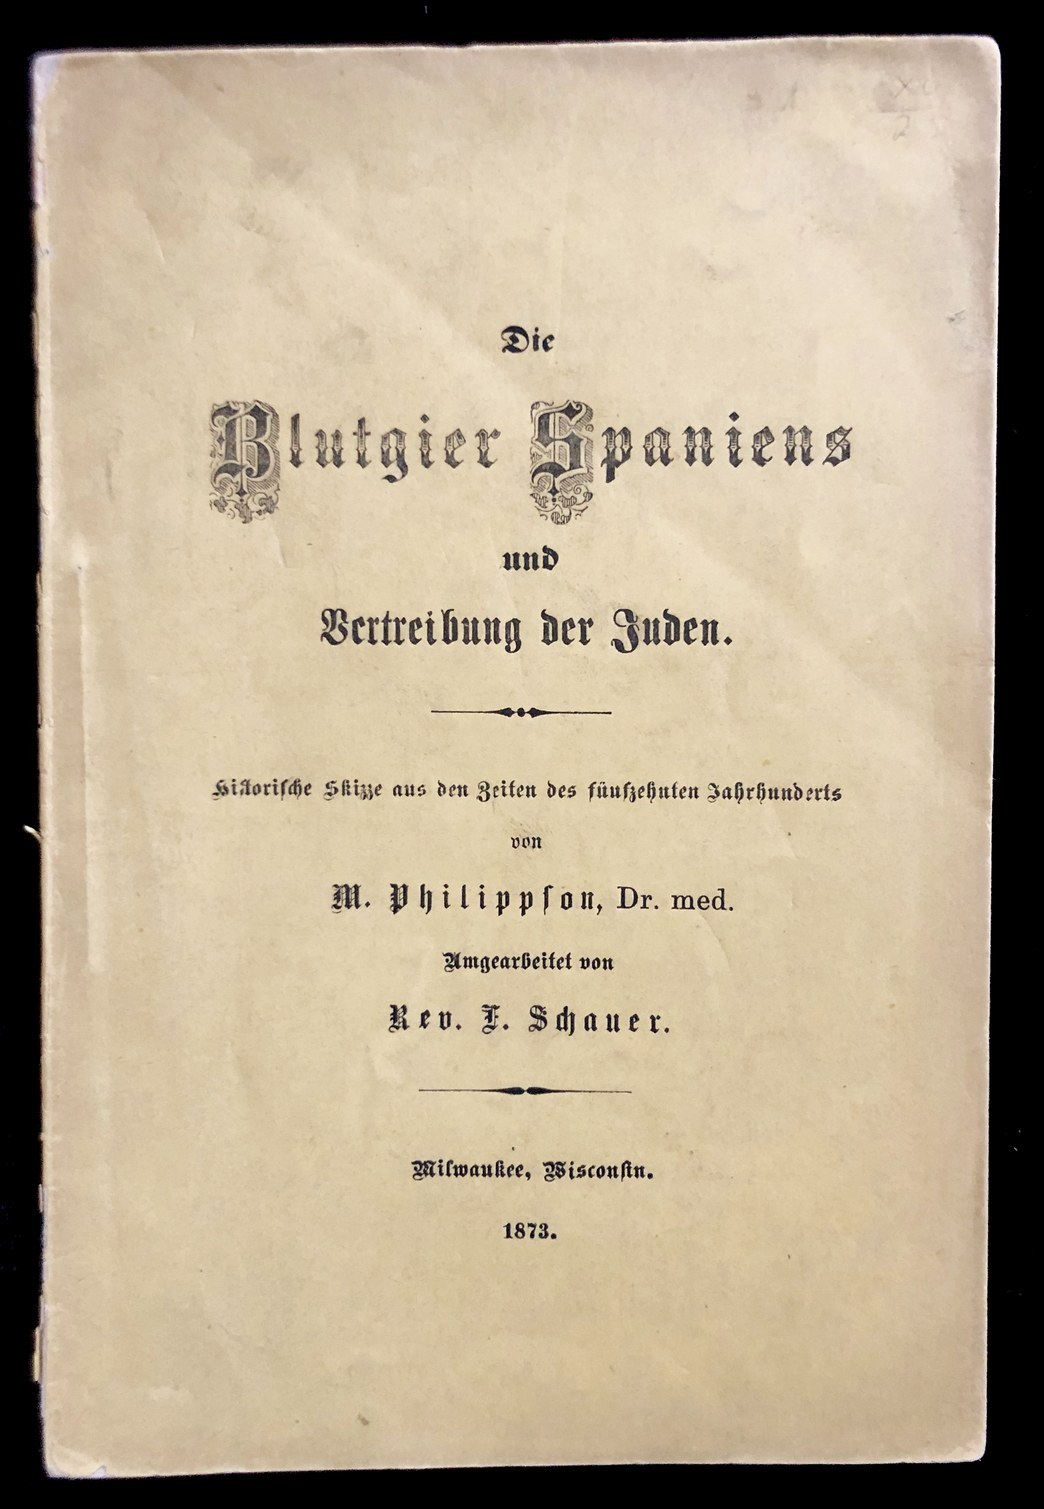 Die
Blutgier Spaniens
und
Vertreibung der Juden.
Historische Skizze aus den Zeiten des fünfzehnten Jahrhunderts
von
M. Philippson, Dr. med.
Umgearbeitet von
Rev. F. Schauer.
Milwaukee, Wisconsin.
1873.